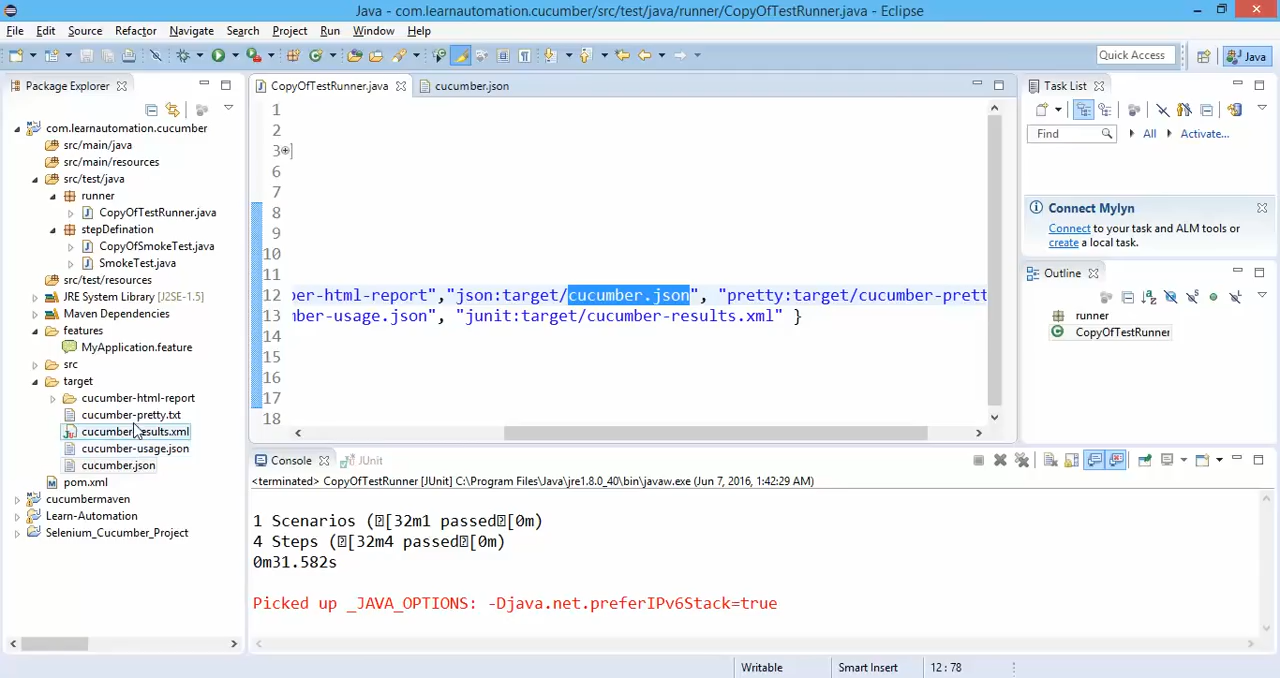 Java - com.learnautomation.cucumber/src/test/java/runner/CopyOfTestRunner.java - Eclipse
File Edit Source Refactor Navigate Search Project Run Window Help
Quick Access
Java
Package Explorer
com.learnautomation.cucumber
src/main/java
src/main/resources
src/test/java
runner
CopyOfTestRunner.java
stepDefination
CopyOfSmokeTest.java
SmokeTest.java
src/test/resources
JRE System Library [J2SE-1.5]
Maven Dependencies
features
MyApplication.feature
src
target
cucumber-html-report
cucumber-pretty.txt
cucumber-usage.json
cucumber.json
pom.xml
cucumbermaven
Learn-Automation
Selenium_Cucumber_Project
CopyOfTestRunner.java
cucumber.json
1
2
3
6
7
8
9
10
11
12 ber-html-report","json:target/cucumber.json", "pretty:target/cucumber-prett
13 mber-usage.json", "junit:target/cucumber-results.xml" }
14
15
16
17
18
Task List
Find All Activate...
Connect Mylyn
Connect to your task and ALM tools or
create a local task.
Outline
runner
CopyOfTestRunner
Console JUnit
<terminated> CopyOfTestRunner [JUnit] C:\Program Files\Java\jre1.8.0_40\bin\javaw.exe (Jun 7, 2016, 1:42:29 AM)
1 Scenarios ([32m1 passed[0m)
4 Steps ([32m4 passed[0m)
0m31.582s
Picked up _JAVA_OPTIONS: -Djava.net.preferIPv6Stack=true
Writable Smart Insert 12 : 78